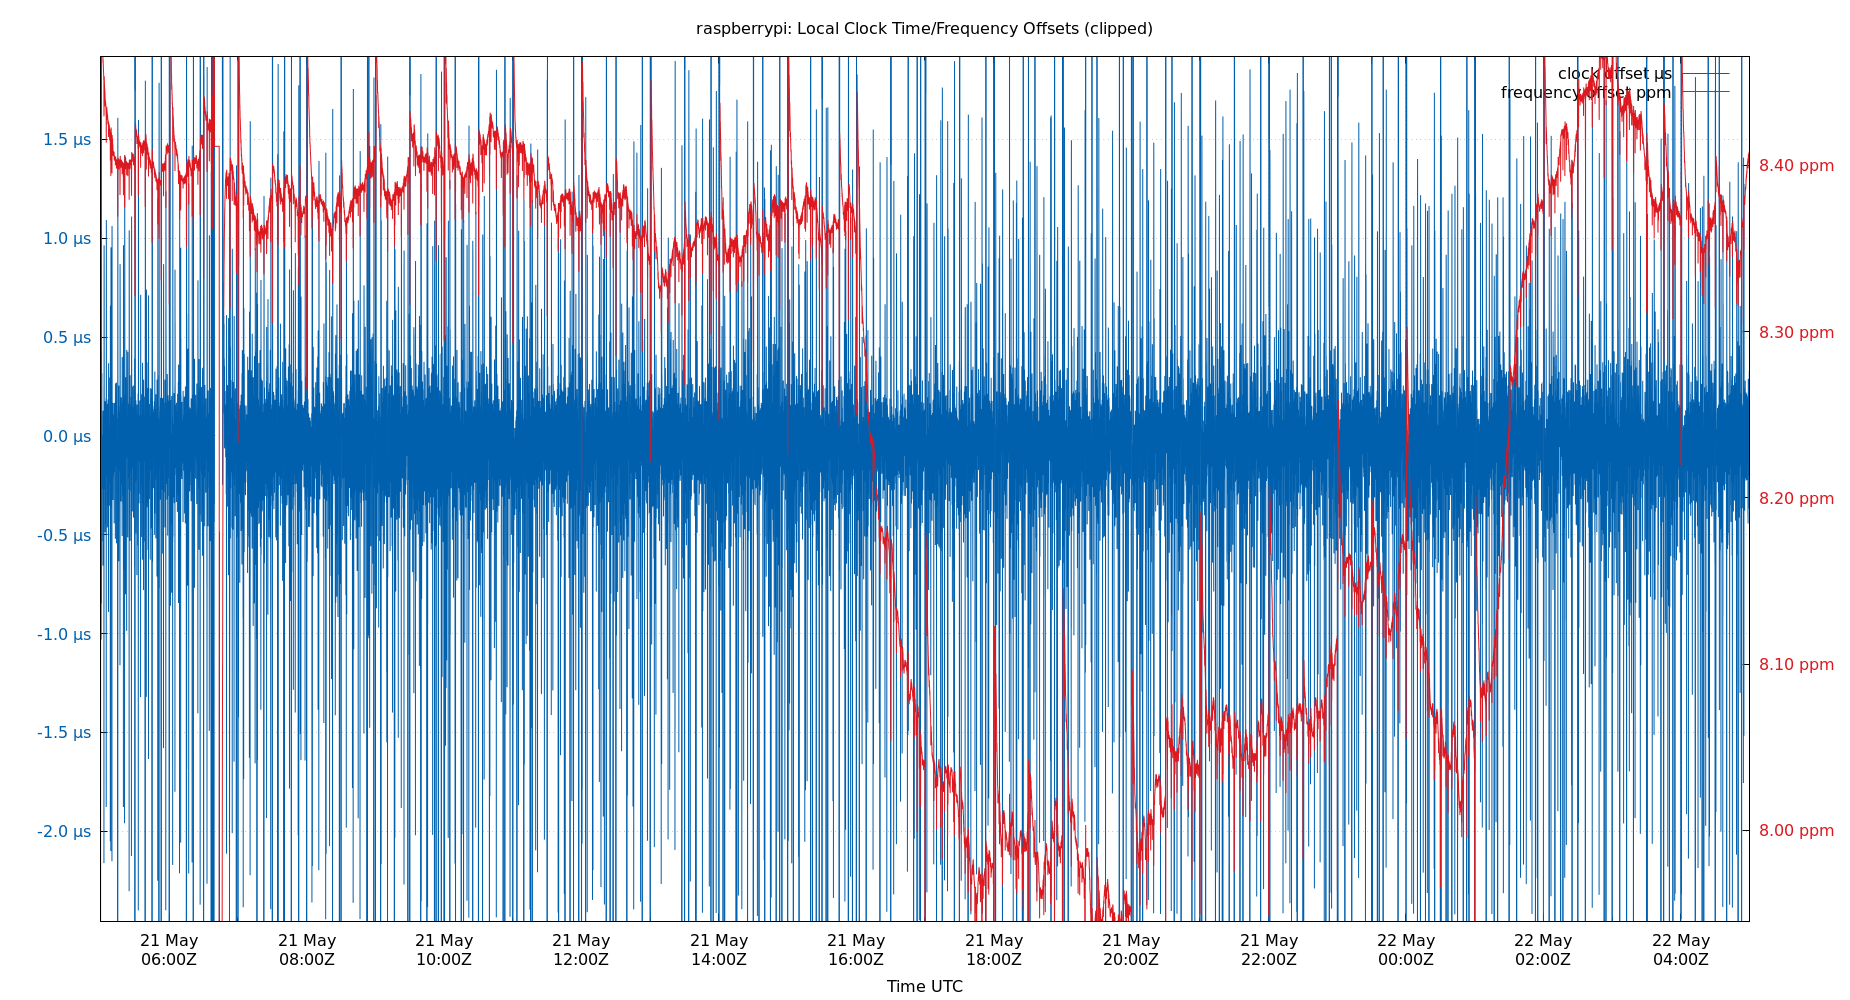 raspberrypi: Local Clock Time/Frequency Offsets (clipped)
clock offset µs
frequency offset ppm
1.5 µs
1.0 µs
0.5 µs
0.0 µs
-0.5 µs
-1.0 µs
-1.5 µs
-2.0 µs
8.40 ppm
8.30 ppm
8.20 ppm
8.10 ppm
8.00 ppm
21 May 21 May 21 May 21 May 21 May 21 May 21 May 21 May 21 May 22 May 22 May 22 May
06:00Z 08:00Z 10:00Z 12:00Z 14:00Z 16:00Z 18:00Z 20:00Z 22:00Z 00:00Z 02:00Z 04:00Z
Time UTC